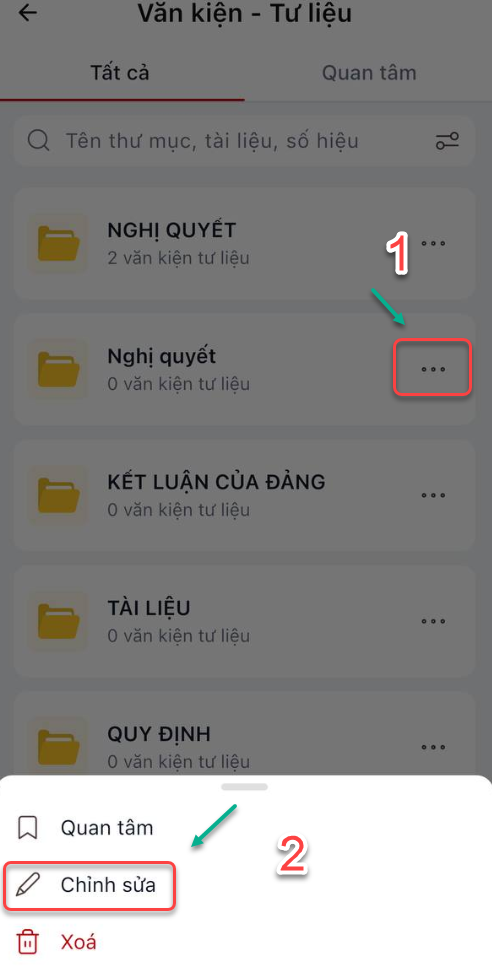 Văn kiện - Tư liệu
Tất cả
Quan tâm
Tên thư mục, tài liệu, số hiệu
NGHỊ QUYẾT
2 văn kiện tư liệu
1
Nghị quyết
0 văn kiện tư liệu
KẾT LUẬN CỦA ĐẢNG
0 văn kiện tư liệu
TÀI LIỆU
0 văn kiện tư liệu
QUY ĐỊNH
0 văn kiện tư liệu
Quan tâm
2
Chỉnh sửa
Xoá